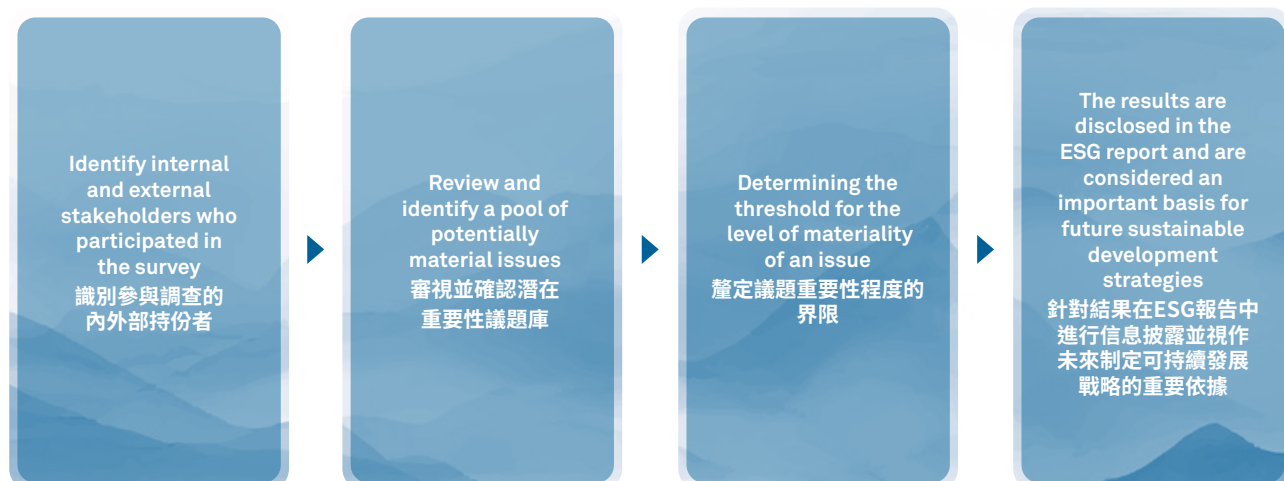 Identify internal
and external
stakeholders who
participated in
the survey
識別參與調查的
內外部持份者
Review and
identify a pool of
potentially
material issues
審視並確認潛在
重要性議題庫
Determining the
threshold for the
level of materiality
of an issue
釐定議題重要性程度的
界限
The results are
disclosed in the
ESG report and are
considered an
important basis for
future sustainable
development
strategies
針對結果在ESG報告中
進行信息披露並視作
未來制定可持續發展
戰略的重要依據